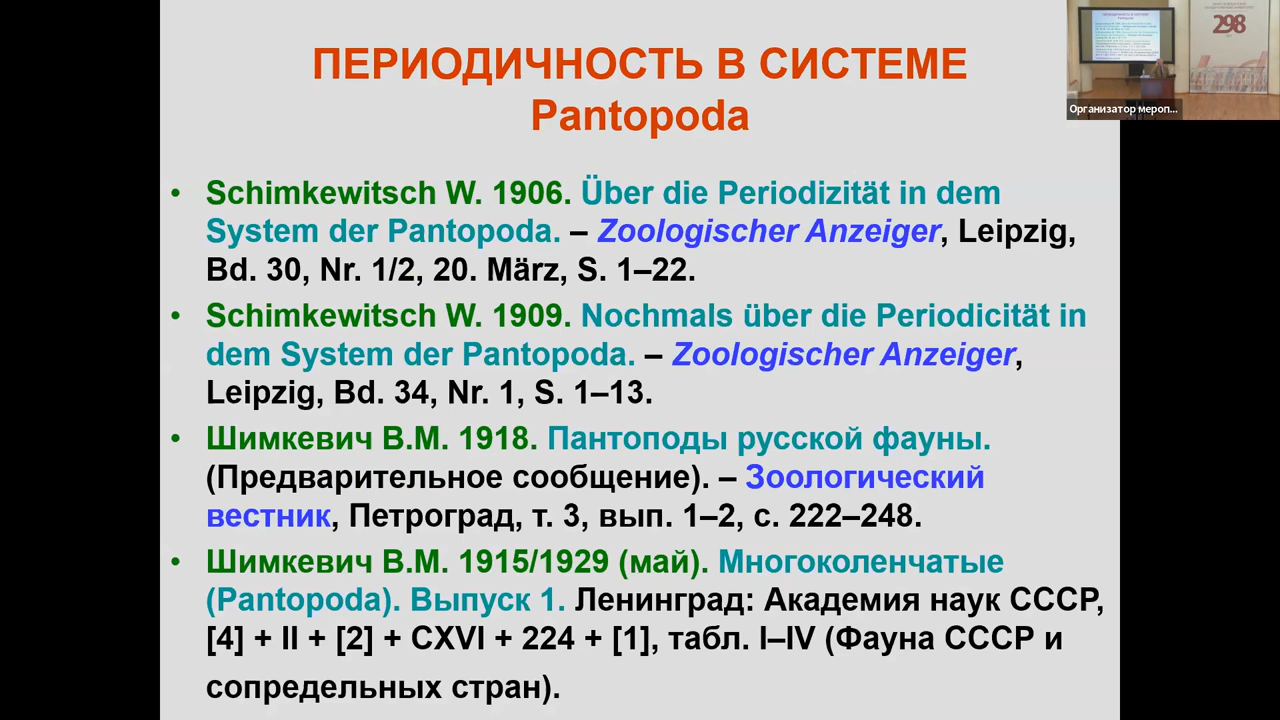 ПЕРИОДИЧНОСТЬ В СИСТЕМЕ
Pantopoda
• Schimkewitsch W. 1906. Über die Periodizität in dem
System der Pantopoda. – Zoologischer Anzeiger, Leipzig,
Bd. 30, Nr. 1/2, 20. März, S. 1–22.
• Schimkewitsch W. 1909. Nochmals über die Periodicität in
dem System der Pantopoda. – Zoologischer Anzeiger,
Leipzig, Bd. 34, Nr. 1, S. 1–13.
• Шимкевич В.М. 1918. Пантоподы русской фауны.
(Предварительное сообщение). – Зоологический
вестник, Петроград, т. 3, вып. 1–2, с. 222–248.
• Шимкевич В.М. 1915/1929 (май). Многоколенчатые
(Pantopoda). Выпуск 1. Ленинград: Академия наук СССР,
[4] + II + [2] + CXVI + 224 + [1], табл. I–IV (Фауна СССР и
сопредельных стран).
298
Организатор мероп...